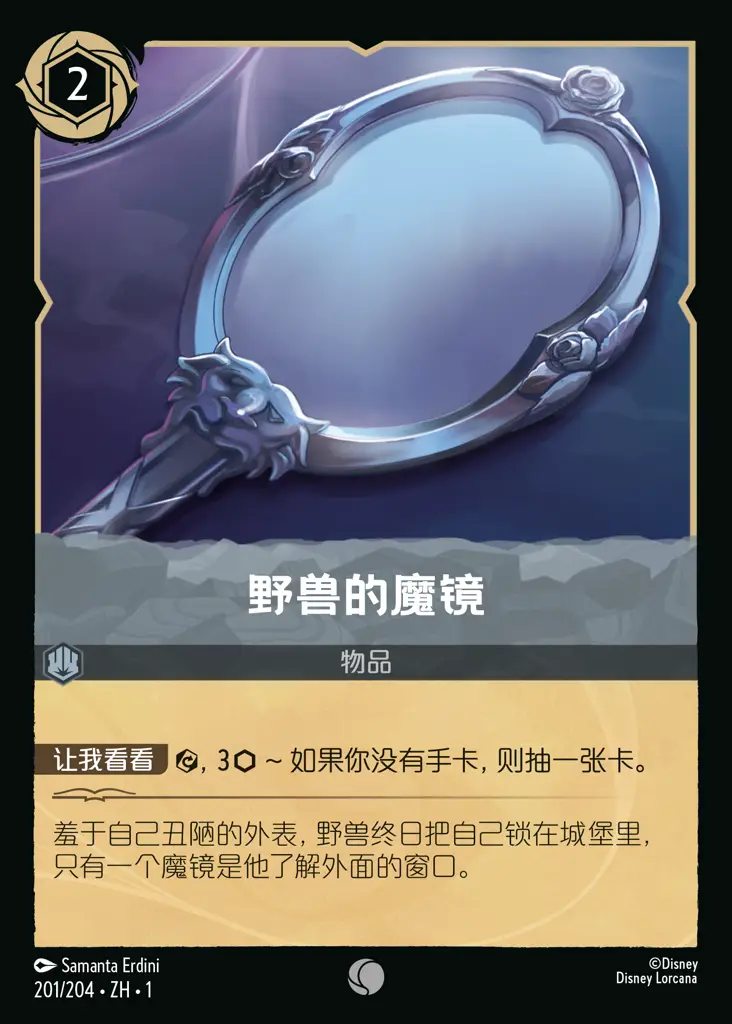 2
野兽的魔镜
物品
让我看看 , 3 ~ 如果你没有手卡, 则抽一张卡。
羞于自己丑陋的外表, 野兽终日把自己锁在城堡里,
只有一个魔镜是他了解外面的窗口。
Samanta Erdini
201/204 • ZH • 1
©Disney
Disney Lorcana